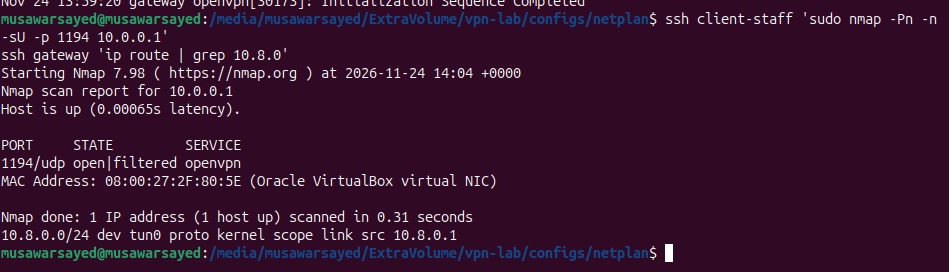 Nov 24 13:39:20 gateway openvpn[30173]: Initialization Sequence Completed
musawarsayed@musawarsayed:/media/musawarsayed/ExtraVolume/vpn-lab/configs/netplan$ ssh client-staff 'sudo nmap -Pn -n
-sU -p 1194 10.0.0.1'
ssh gateway 'ip route | grep 10.8.0'
Starting Nmap 7.98 ( https://nmap.org ) at 2026-11-24 14:04 +0000
Nmap scan report for 10.0.0.1
Host is up (0.00065s latency).
PORT     STATE         SERVICE
1194/udp open|filtered openvpn
MAC Address: 08:00:27:2F:80:5E (Oracle VirtualBox virtual NIC)
Nmap done: 1 IP address (1 host up) scanned in 0.31 seconds
10.8.0.0/24 dev tun0 proto kernel scope link src 10.8.0.1
musawarsayed@musawarsayed:/media/musawarsayed/ExtraVolume/vpn-lab/configs/netplan$